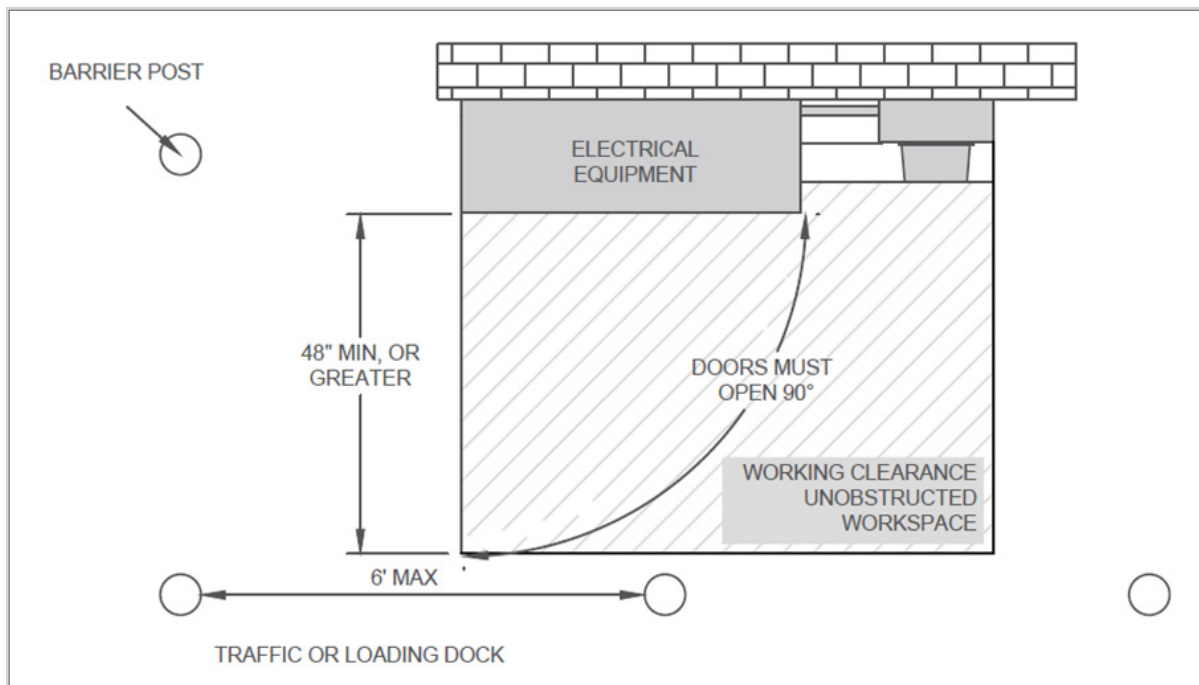 BARRIER POST
ELECTRICAL
EQUIPMENT
48" MIN, OR
GREATER
DOORS MUST
OPEN 90°
WORKING CLEARANCE
UNOBSTRUCTED
WORKSPACE
6' MAX
TRAFFIC OR LOADING DOCK